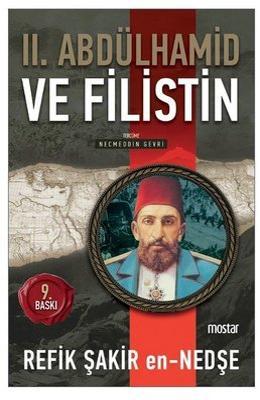 II. ABDÜLHAMİD
VE FİLİSTİN
TERCÜME
NECMEDDİN GEVRİ
9.
BASKI
mostar
REFİK ŞAKİR en-NEDŞE